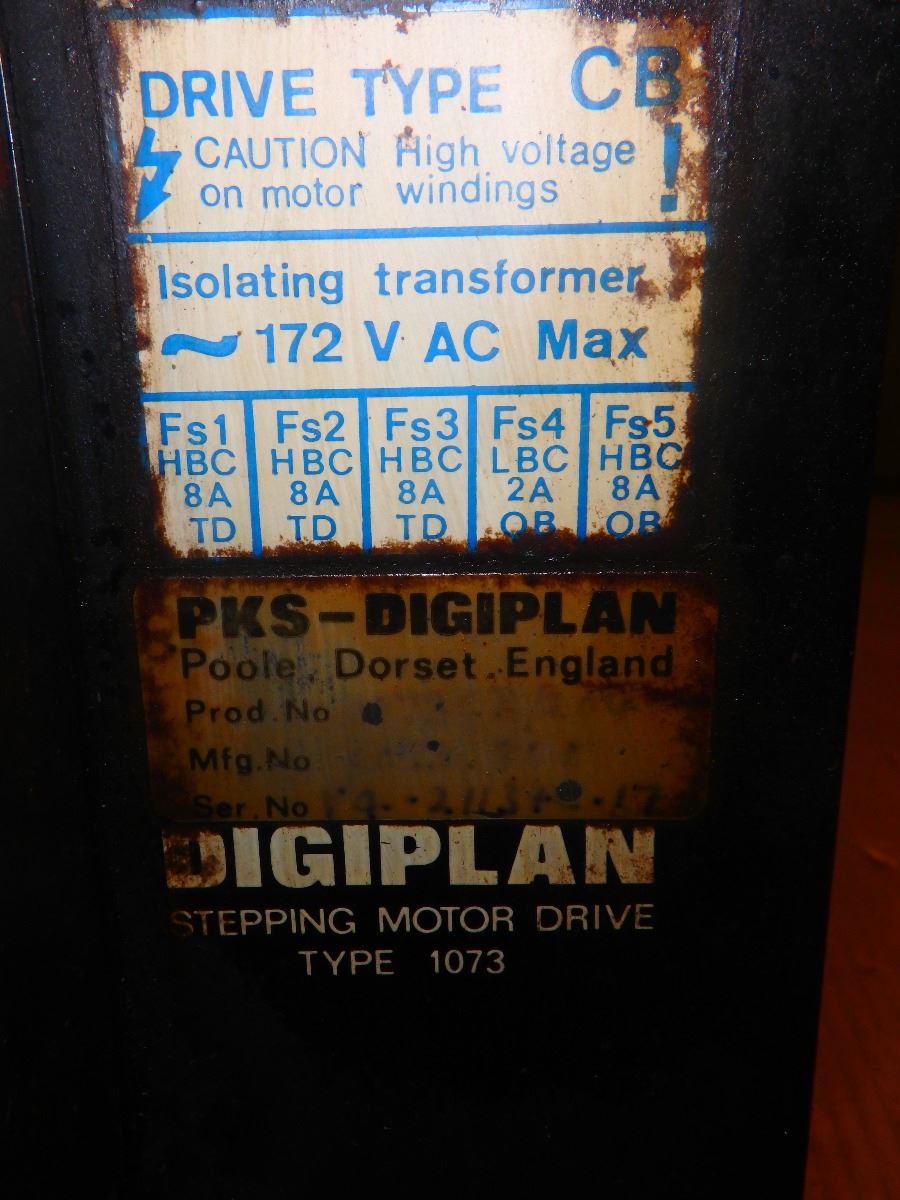 DRIVE TYPE CB
CAUTION High voltage !
on motor windings
Isolating transformer
~ 172 V AC Max
Fs1 Fs2 Fs3 Fs4 Fs5
HBC HBC HBC LBC HBC
8A 8A 8A 2A 8A
TD TD TD QB QB
PKS-DIGIPLAN
Poole. Dorset. England
Prod. No
Mfg. No
Ser. No
DIGIPLAN
STEPPING MOTOR DRIVE
TYPE 1073